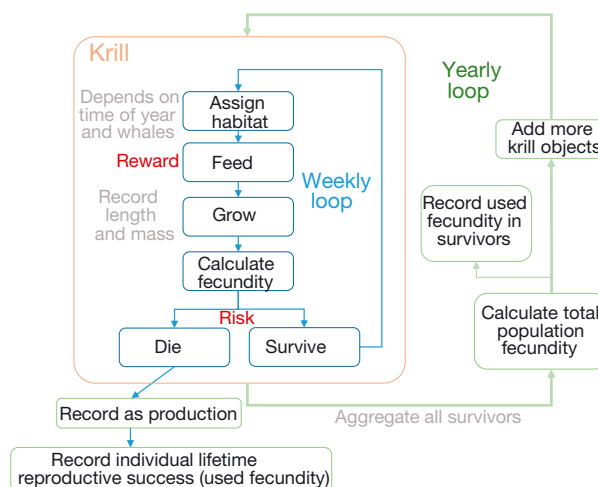 Krill
Depends on
time of year
and whales
Assign
habitat
Reward
Feed
Record
length
and mass
Grow
Weekly
loop
Calculate
fecundity
Risk
Die
Survive
Record as production
Record individual lifetime
reproductive success (used fecundity)
Yearly
loop
Add more
krill objects
Record used
fecundity in
survivors
Calculate total
population
fecundity
Aggregate all survivors